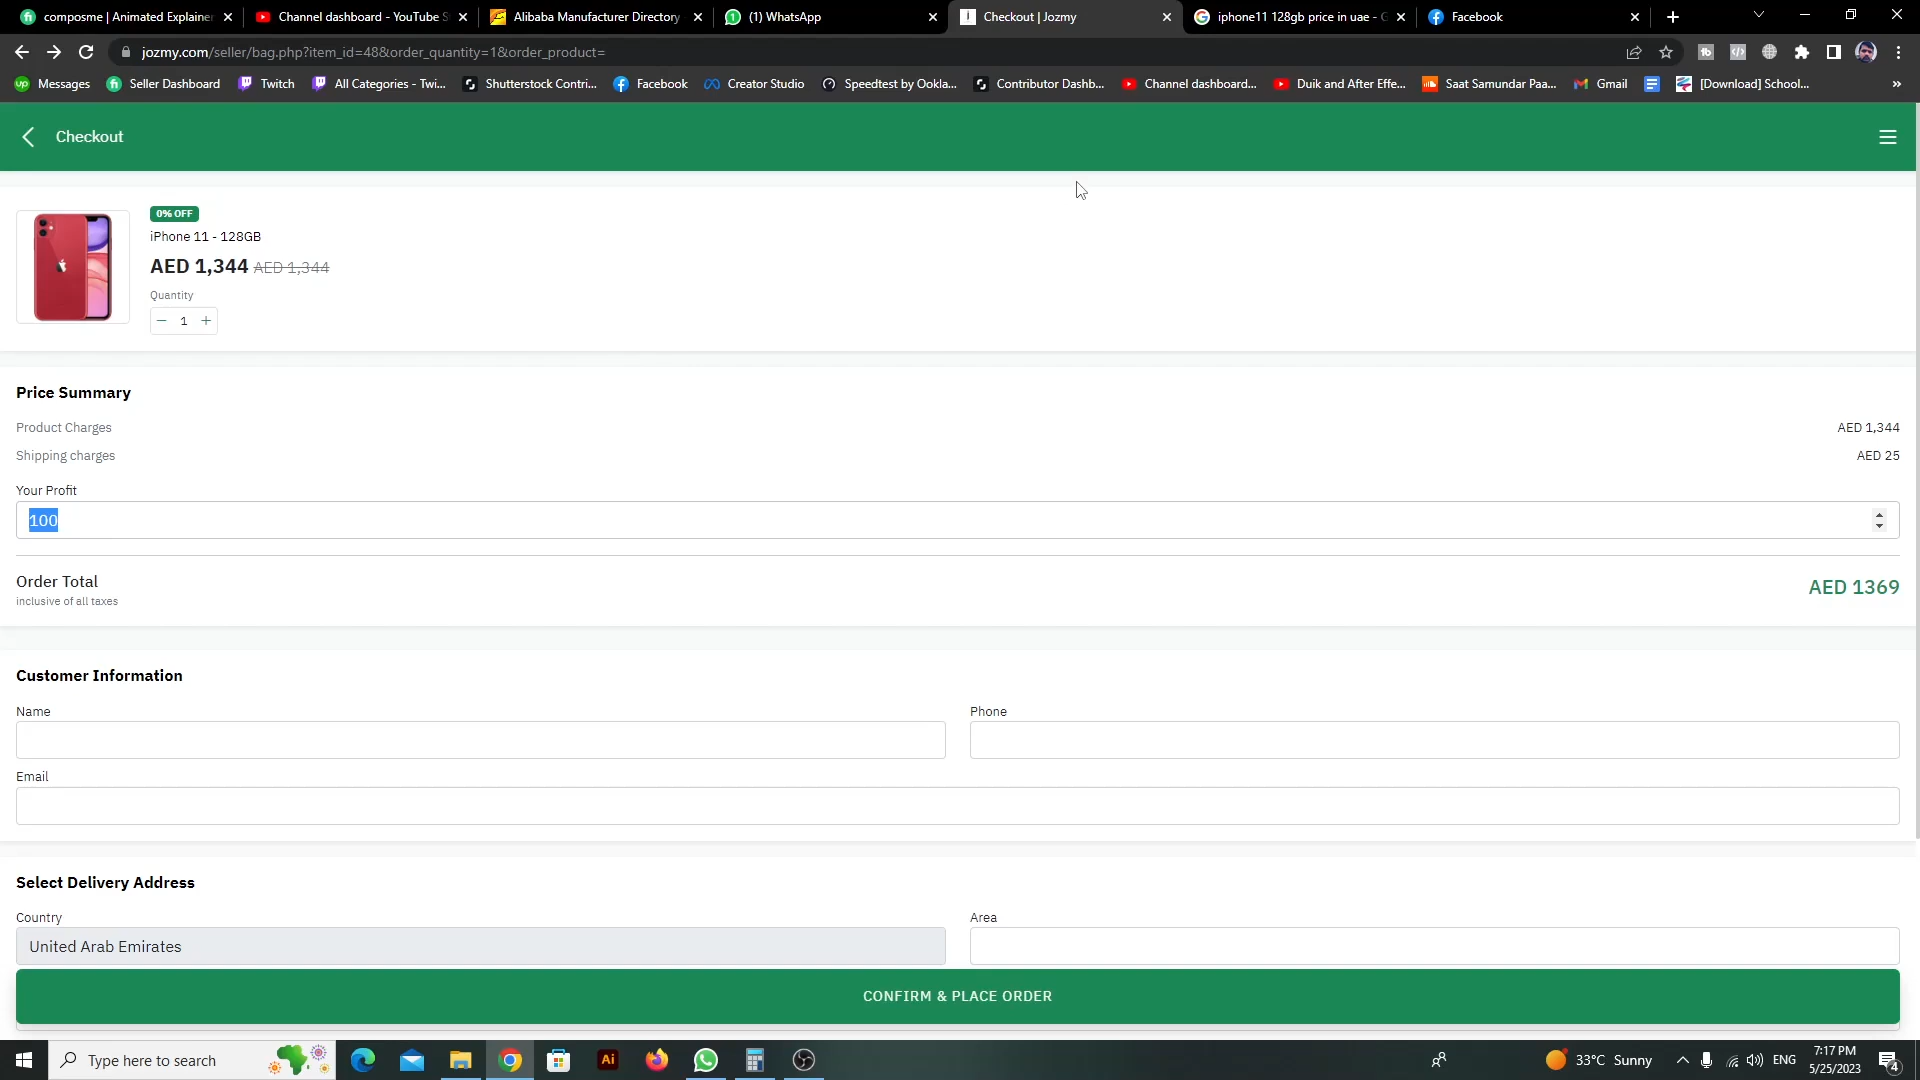 composme | Animated Explaine
Channel dashboard - YouTube S
Alibaba Manufacturer Directory
(1) WhatsApp
Checkout | Jozmy
iphone11 128gb price in uae - G
Facebook
jozmy.com/seller/bag.php?item_id=48&order_quantity=1&order_product=
Messages
Seller Dashboard
Twitch
All Categories - Twi...
Shutterstock Contri...
Facebook
Creator Studio
Speedtest by Ookla...
Contributor Dashb...
Channel dashboard...
Duik and After Effe...
Saat Samundar Paa...
Gmail
[Download] School...
»
Checkout
0% OFF
iPhone 11 - 128GB
AED 1,344 AED 1,344
Quantity
− 1 +
Price Summary
Product Charges AED 1,344
Shipping charges AED 25
Your Profit
100
Order Total AED 1369
inclusive of all taxes
Customer Information
Name Phone
Email
Select Delivery Address
Country Area
United Arab Emirates
CONFIRM & PLACE ORDER
Type here to search
Ai
33°C Sunny
ENG
7:17 PM
5/25/2023
4